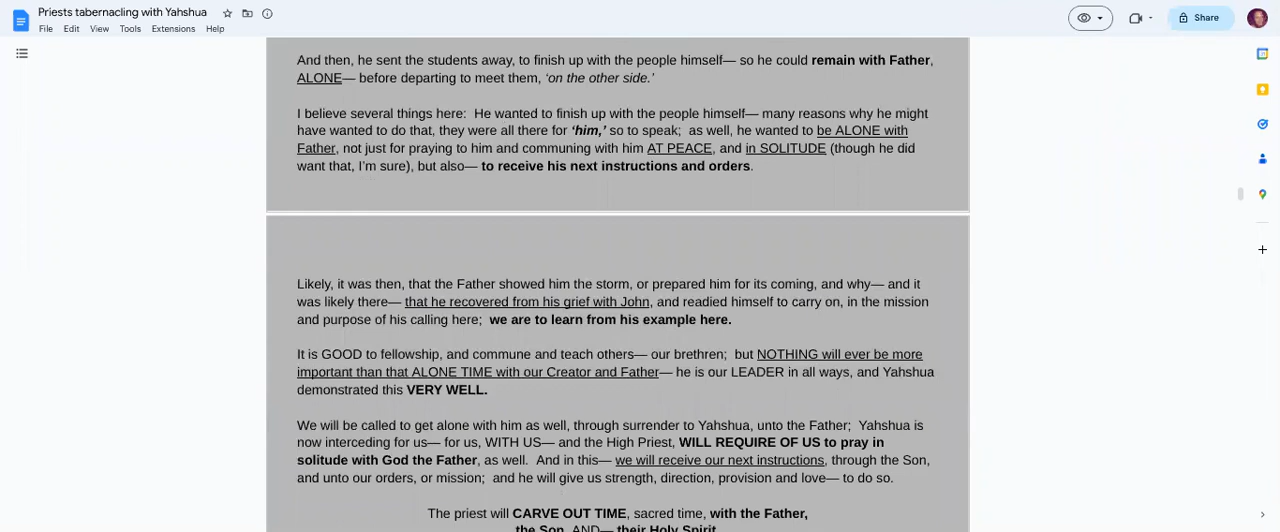 Priests tabernacling with Yahshua
File Edit View Tools Extensions Help
Share
And then, he sent the students away, to finish up with the people himself— so he could remain with Father,
ALONE— before departing to meet them, ‘on the other side.’
I believe several things here:  He wanted to finish up with the people himself— many reasons why he might
have wanted to do that, they were all there for ‘him,’ so to speak;  as well, he wanted to be ALONE with
Father, not just for praying to him and communing with him AT PEACE, and in SOLITUDE (though he did
want that, I’m sure), but also— to receive his next instructions and orders.
Likely, it was then, that the Father showed him the storm, or prepared him for its coming, and why— and it
was likely there— that he recovered from his grief with John, and readied himself to carry on, in the mission
and purpose of his calling here;  we are to learn from his example here.
It is GOOD to fellowship, and commune and teach others— our brethren;  but NOTHING will ever be more
important than that ALONE TIME with our Creator and Father— he is our LEADER in all ways, and Yahshua
demonstrated this VERY WELL.
We will be called to get alone with him as well, through surrender to Yahshua, unto the Father;  Yahshua is
now interceding for us— for us, WITH US— and the High Priest, WILL REQUIRE OF US to pray in
solitude with God the Father, as well.  And in this— we will receive our next instructions, through the Son,
and unto our orders, or mission;  and he will give us strength, direction, provision and love— to do so.
The priest will CARVE OUT TIME, sacred time, with the Father,
the Son, AND— their Holy Spirit